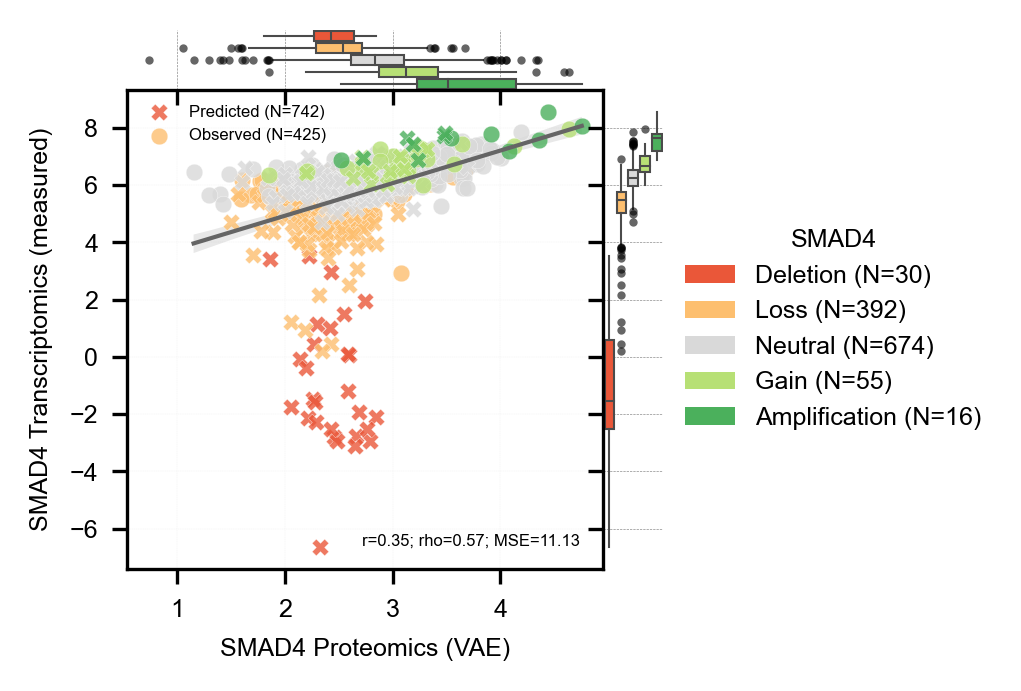 Predicted (N=742)
Observed (N=425)
8
6
4
2
0
−2
−4
−6
SMAD4 Transcriptomics (measured)
r=0.35; rho=0.57; MSE=11.13
1
2
3
4
SMAD4 Proteomics (VAE)
SMAD4
Deletion (N=30)
Loss (N=392)
Neutral (N=674)
Gain (N=55)
Amplification (N=16)